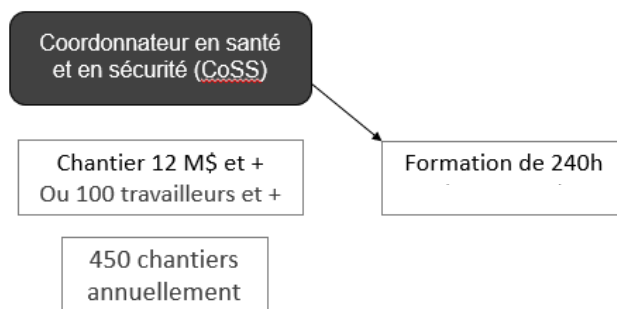 Coordonnateur en santé
et en sécurité (CoSS)
Chantier 12 M$ et +
Ou 100 travailleurs et +
Formation de 240h
450 chantiers
annuellement